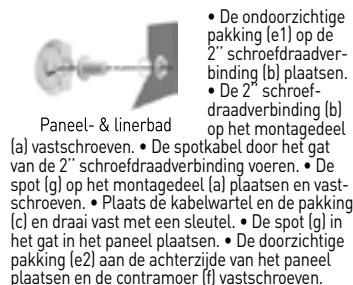 • De ondoorzichtige
pakking (e1) op de
2’’ schroefdraadver-
binding (b) plaatsen.
• De 2’’ schroef-
draadverbinding (b)
op het montagedeel
Paneel- & linerbad
(a) vastschroeven. • De spotkabel door het gat
van de 2’’ schroefdraadverbinding voeren. • De
spot (g) op het montagedeel (a) plaatsen en vast-
schroeven. • Plaats de kabelwartel en de pakking
(c) en draai vast met een sleutel. • De spot (g) in
het gat in het paneel plaatsen. • De doorzichtige
pakking (e2) aan de achterzijde van het paneel
plaatsen en de contramoer (f) vastschroeven.